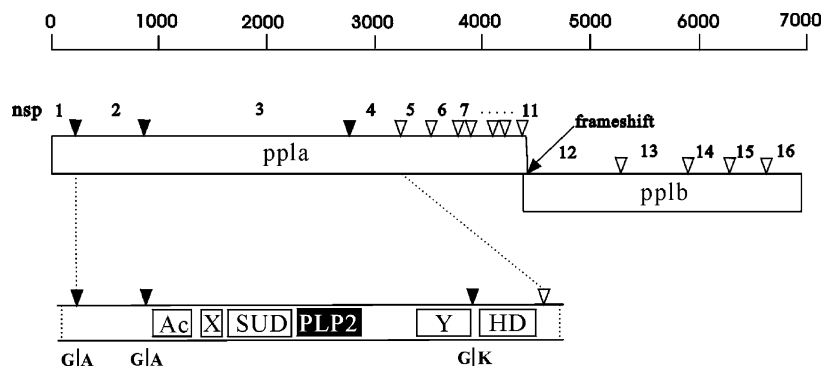 0 1000 2000 3000 4000 5000 6000 7000
nsp 1 2 3 4 5 6 7 ..... 11
frameshift
12 13 14 15 16
pp1a
pp1b
Ac X SUD PLP2 Y HD
G|A G|A G|K